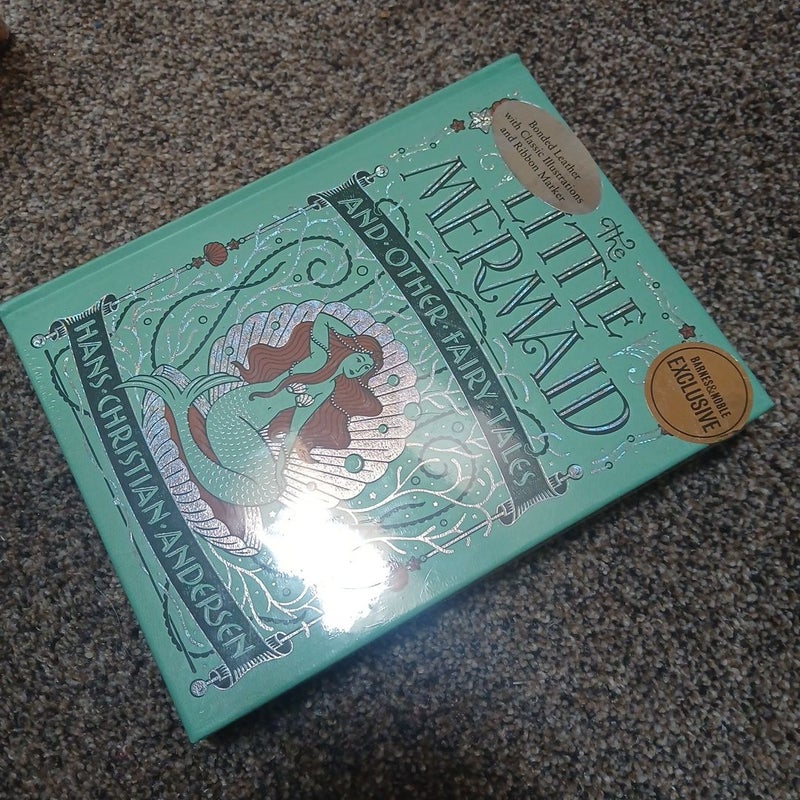 the
LITTLE
MERMAID
AND·OTHER·FAIRY·TALES
HANS·CHRISTIAN·ANDERSEN
Bonded Leather
with Classic Illustrations
and Ribbon Marker
BARNES&NOBLE
EXCLUSIVE